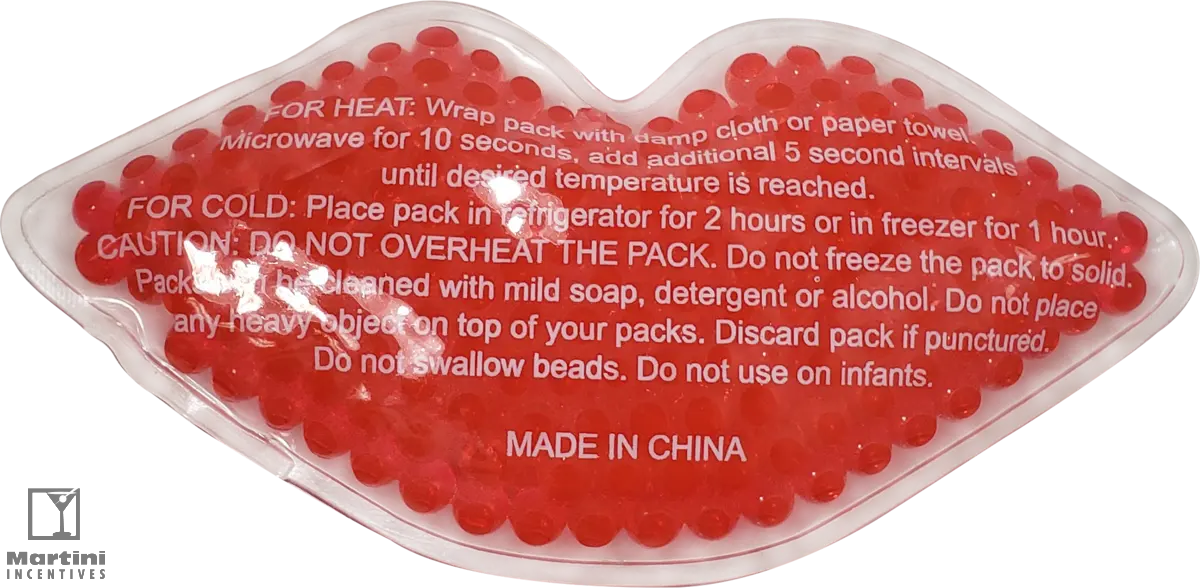 FOR HEAT: Wrap pack with damp cloth or paper towel.
Microwave for 10 seconds, add additional 5 second intervals
until desired temperature is reached.
FOR COLD: Place pack in refrigerator for 2 hours or in freezer for 1 hour.
CAUTION: DO NOT OVERHEAT THE PACK. Do not freeze the pack to solid.
Pack be cleaned with mild soap, detergent or alcohol. Do not place
any heavy object on top of your packs. Discard pack if punctured.
Do not swallow beads. Do not use on infants.
MADE IN CHINA
Martini
INCENTIVES